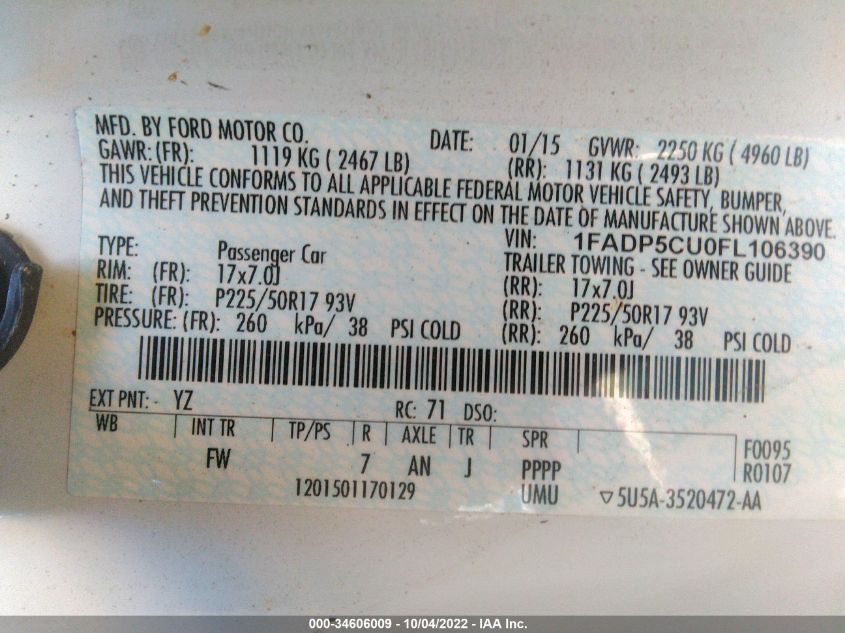 MFD. BY FORD MOTOR CO. DATE: 01/15 GVWR: 2250 KG ( 4960 LB)
GAWR: (FR): 1119 KG ( 2467 LB) (RR): 1131 KG ( 2493 LB)
THIS VEHICLE CONFORMS TO ALL APPLICABLE FEDERAL MOTOR VEHICLE SAFETY, BUMPER,
AND THEFT PREVENTION STANDARDS IN EFFECT ON THE DATE OF MANUFACTURE SHOWN ABOVE.
VIN: 1FADP5CU0FL106390
TYPE: Passenger Car TRAILER TOWING - SEE OWNER GUIDE
RIM: (FR): 17x7.0J (RR): 17x7.0J
TIRE: (FR): P225/50R17 93V (RR): P225/50R17 93V
PRESSURE: (FR): 260 kPa/ 38 PSI COLD (RR): 260 kPa/ 38 PSI COLD
EXT PNT: - YZ RC: 71 DSO:
WB INT TR TP/PS R AXLE TR SPR F0095
FW 7 AN J PPPP R0107
1201501170129 UMU ▽5U5A-3520472-AA
000-34606009 - 10/04/2022 - IAA Inc.